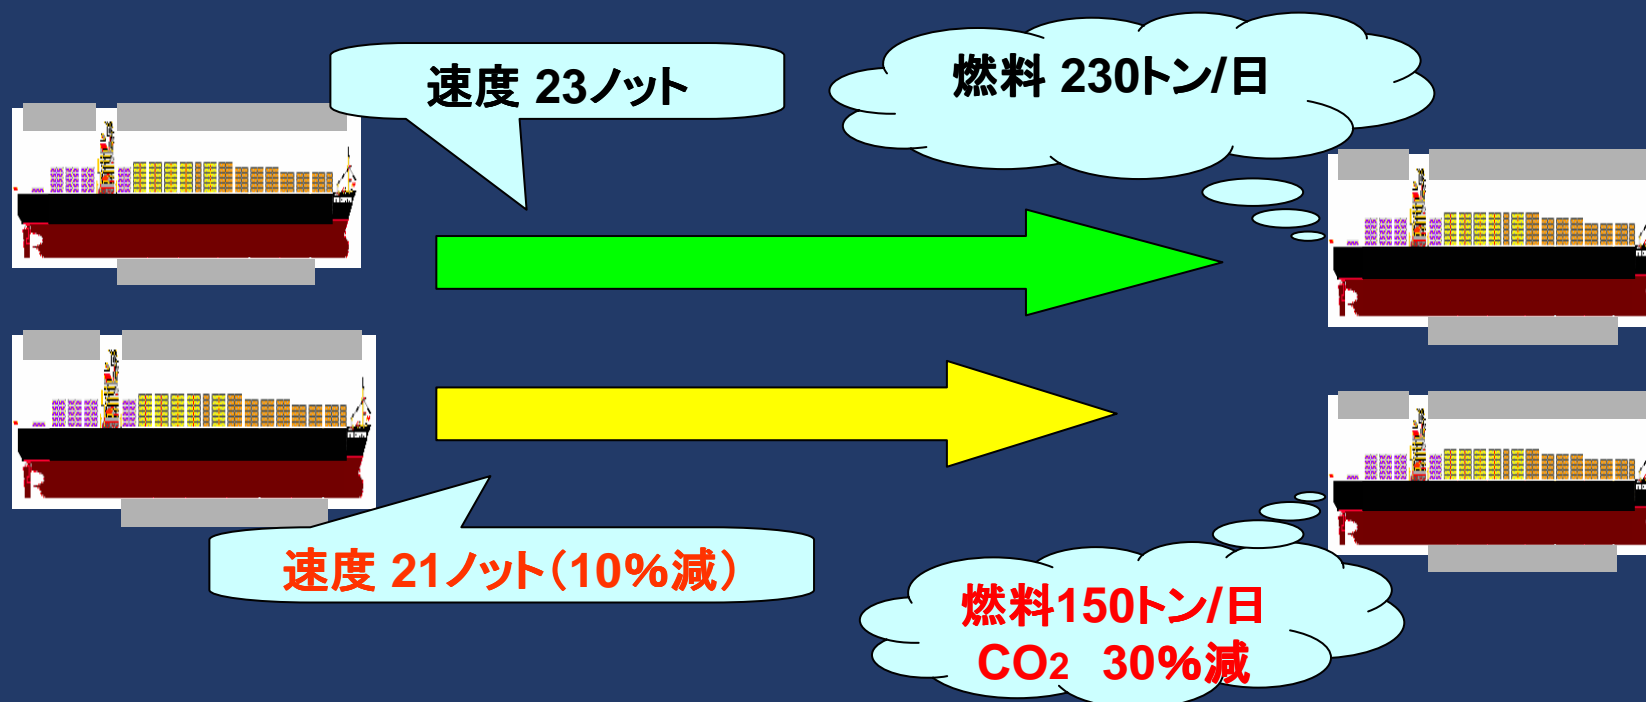 速度 23ノット
燃料 230トン/日
速度 21ノット（10%減）
燃料150トン/日
CO2　30%減